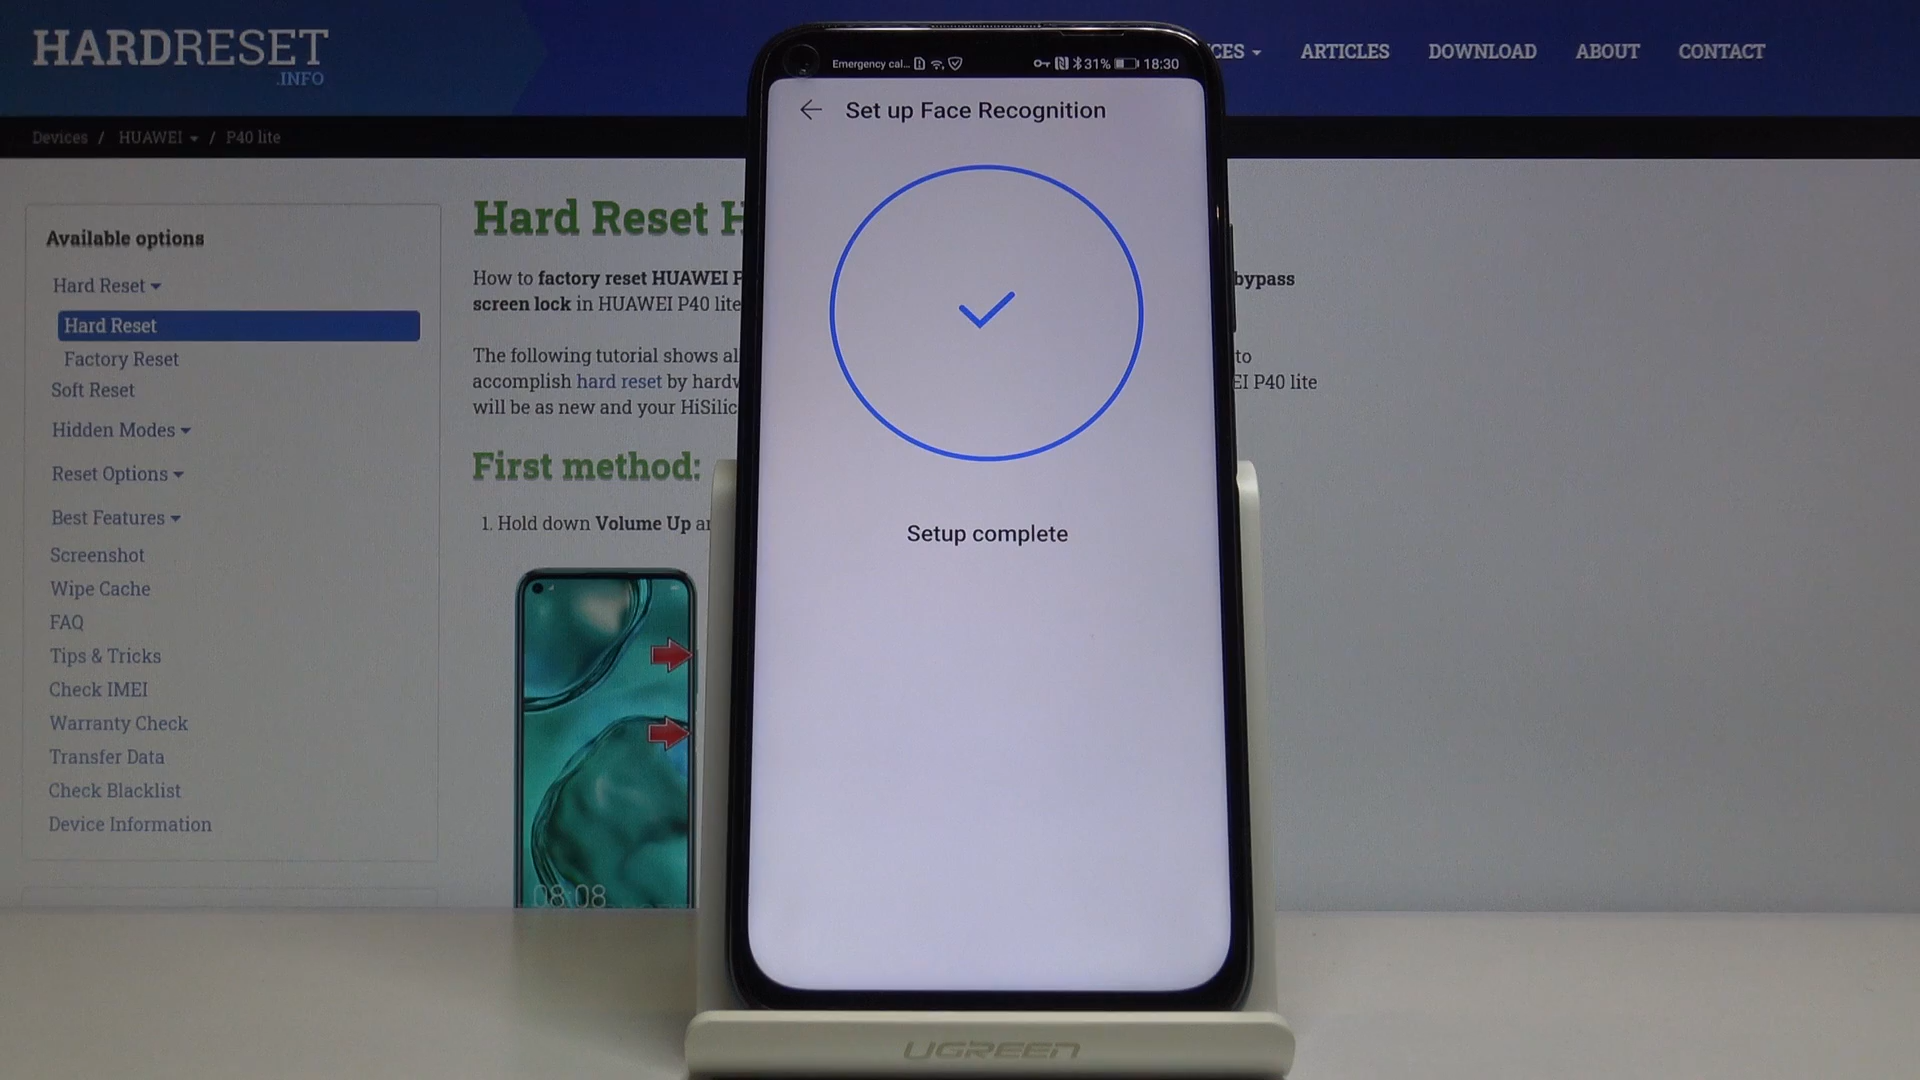 HARDRESET
.INFO
ARTICLES
DOWNLOAD
ABOUT
CONTACT
Devices / HUAWEI / P40 lite
Available options
Hard Reset
Hard Reset
Factory Reset
Soft Reset
Hidden Modes
Reset Options
Best Features
Screenshot
Wipe Cache
FAQ
Tips & Tricks
Check IMEI
Warranty Check
Transfer Data
Check Blacklist
Device Information
Hard Reset H
How to factory reset HUAWEI P bypass
screen lock in HUAWEI P40 lite
The following tutorial shows al to
accomplish hard reset by hardw EI P40 lite
will be as new and your HiSilic
First method:
1. Hold down Volume Up an
08:08
Emergency cal... 31% 18:30
Set up Face Recognition
Setup complete
UGREEN